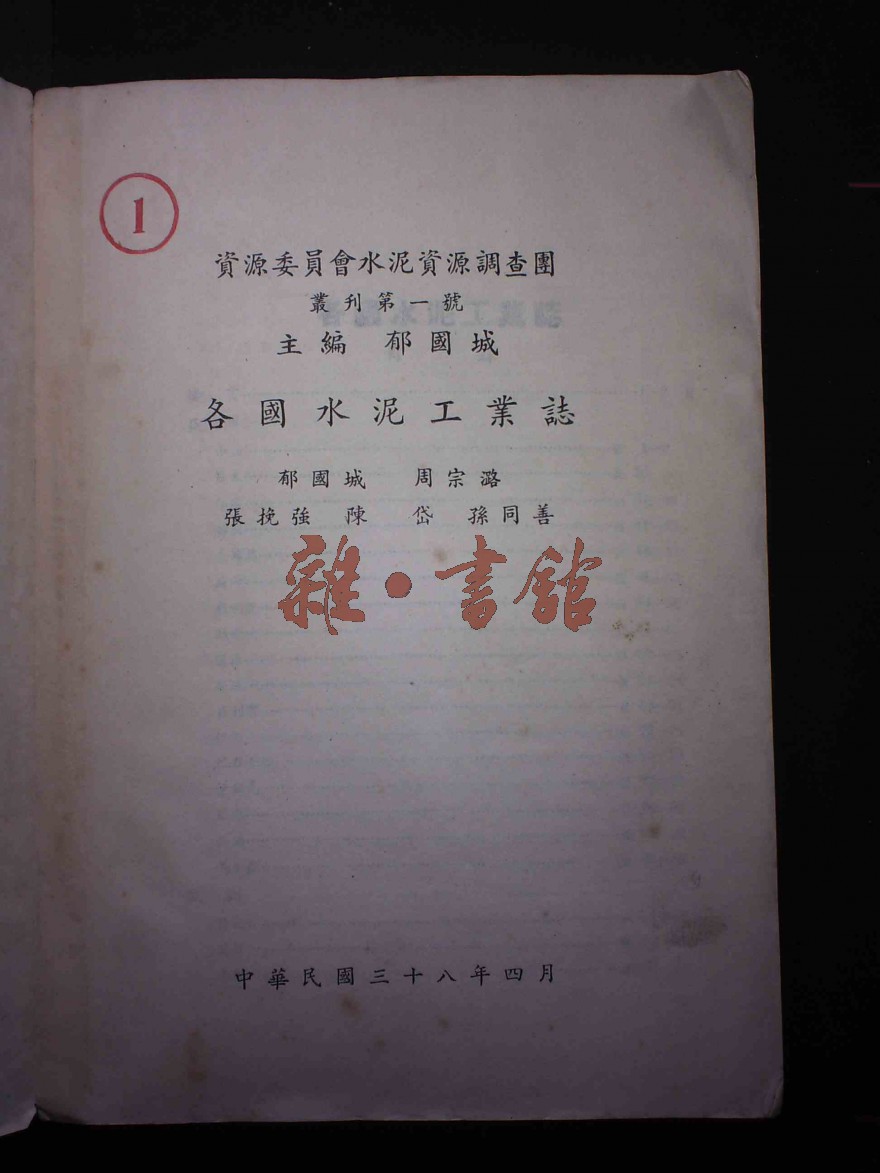 1
資源委員會水泥資源調查團
叢刊第一號
主編 郁國城
各國水泥工業誌
郁國城 周宗潞
張挽強 陳岱 孫同善
雜·書館
中華民國三十八年四月